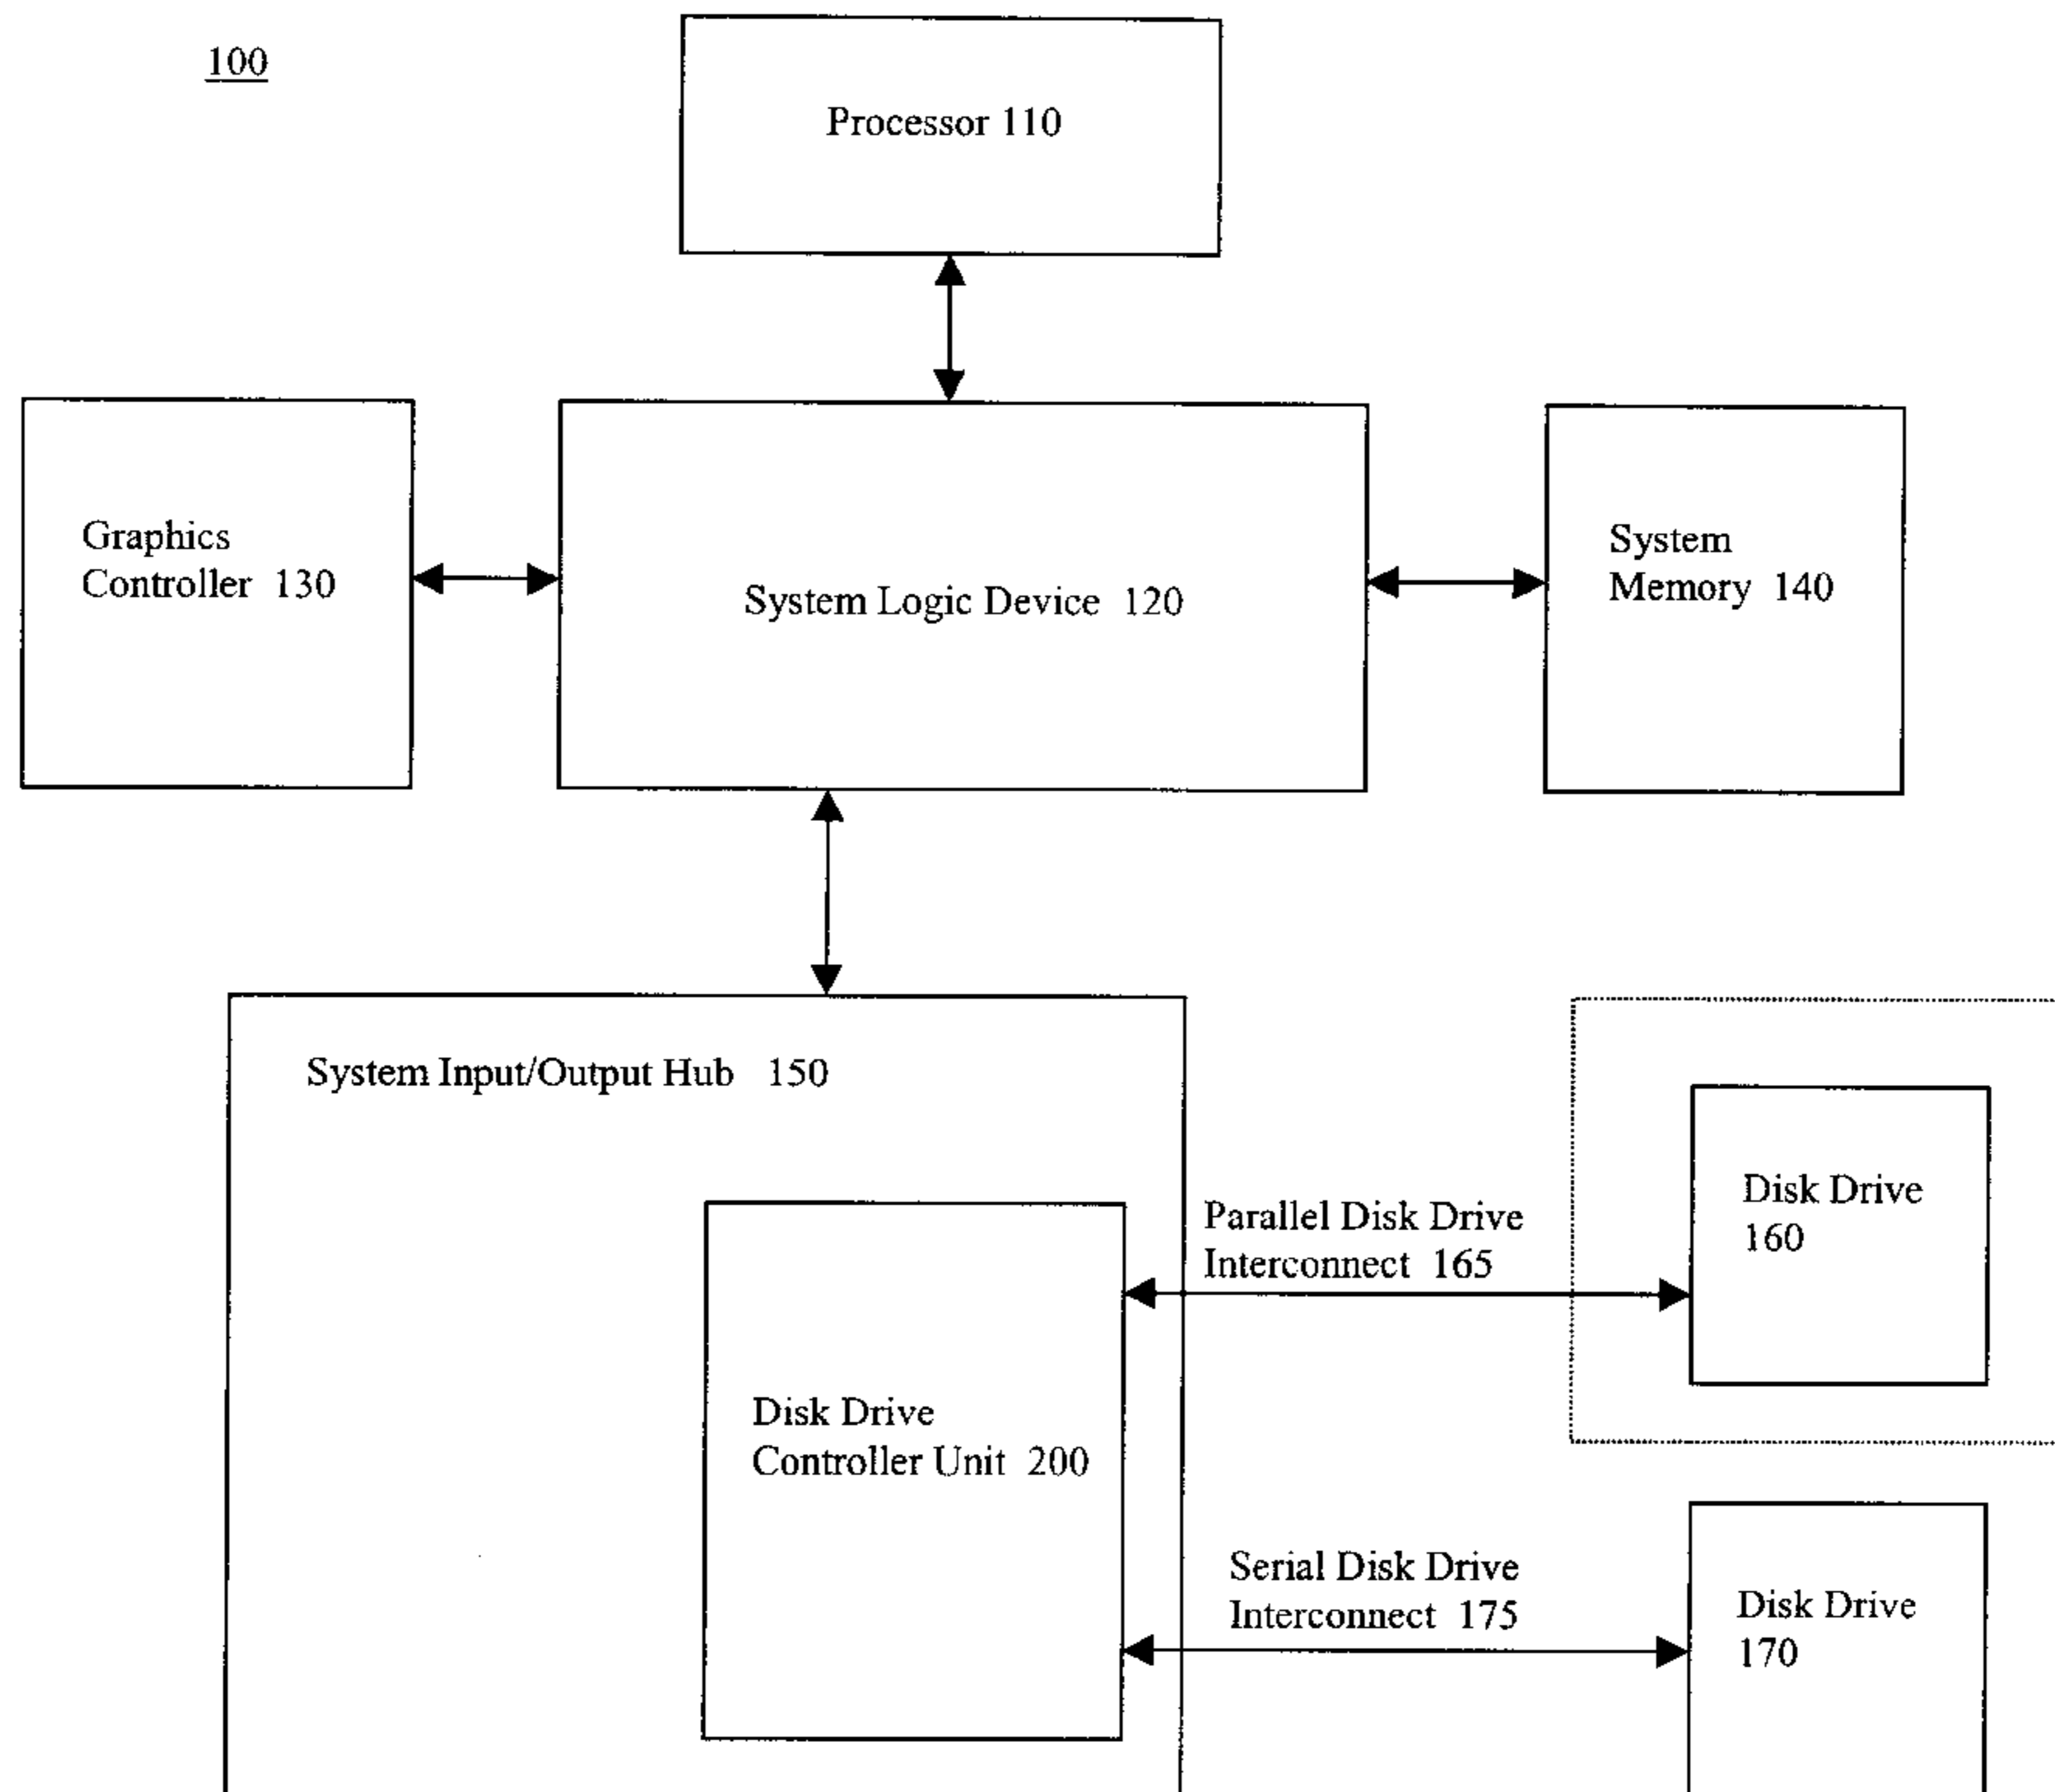 100
Processor 110
Graphics
Controller 130
System Logic Device 120
System
Memory 140
System Input/Output Hub 150
Parallel Disk Drive
Interconnect 165
Disk Drive
160
Disk Drive
Controller Unit 200
Serial Disk Drive
Interconnect 175
Disk Drive
170